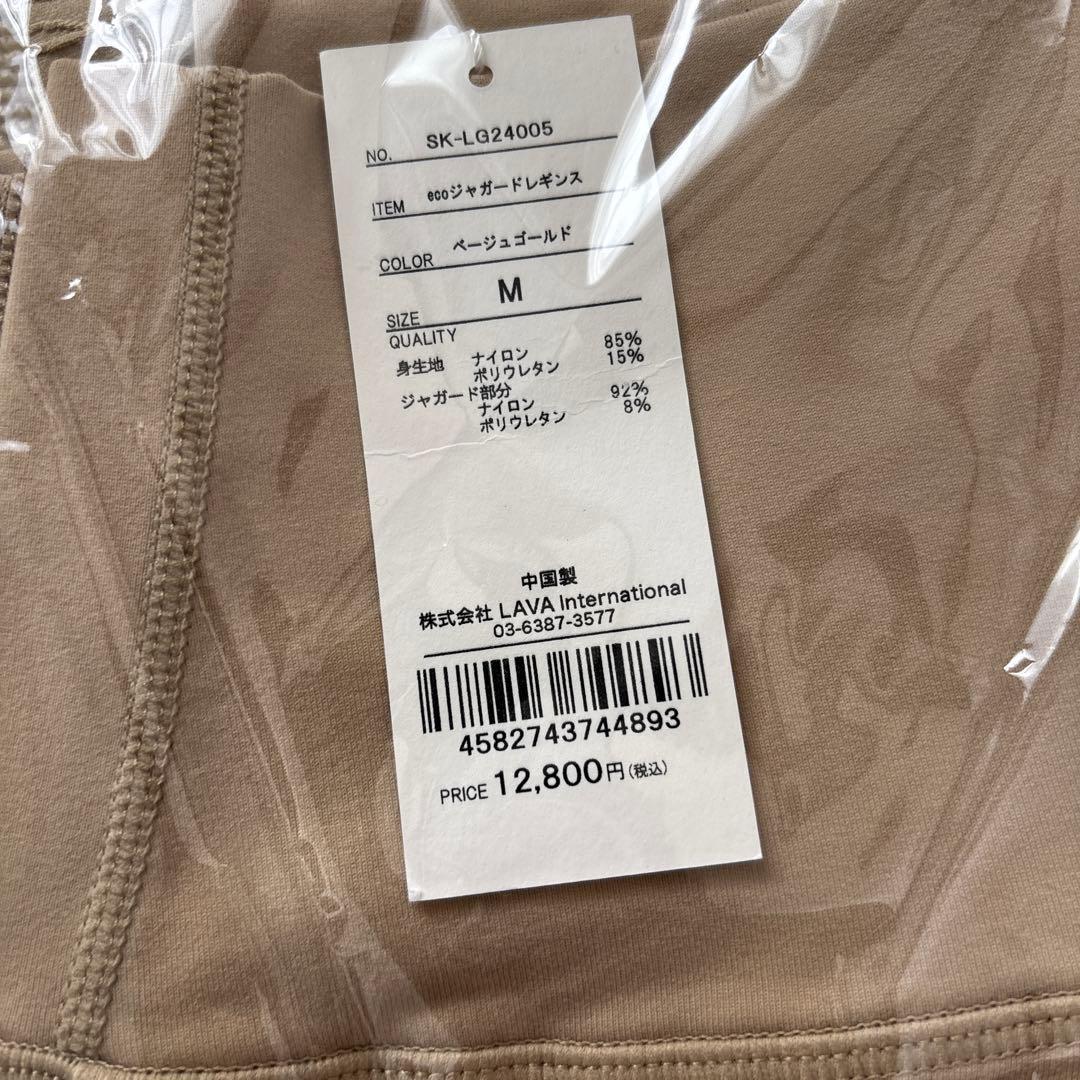 NO. SK-LG24005
ITEM ecoジャガードレギンス
COLOR ベージュゴールド
SIZE M
QUALITY
身生地 ナイロン 85%
ポリウレタン 15%
ジャガード部分
ナイロン 92%
ポリウレタン 8%
中国製
株式会社 LAVA International
03-6387-3577
4582743744893
PRICE 12,800円(税込)